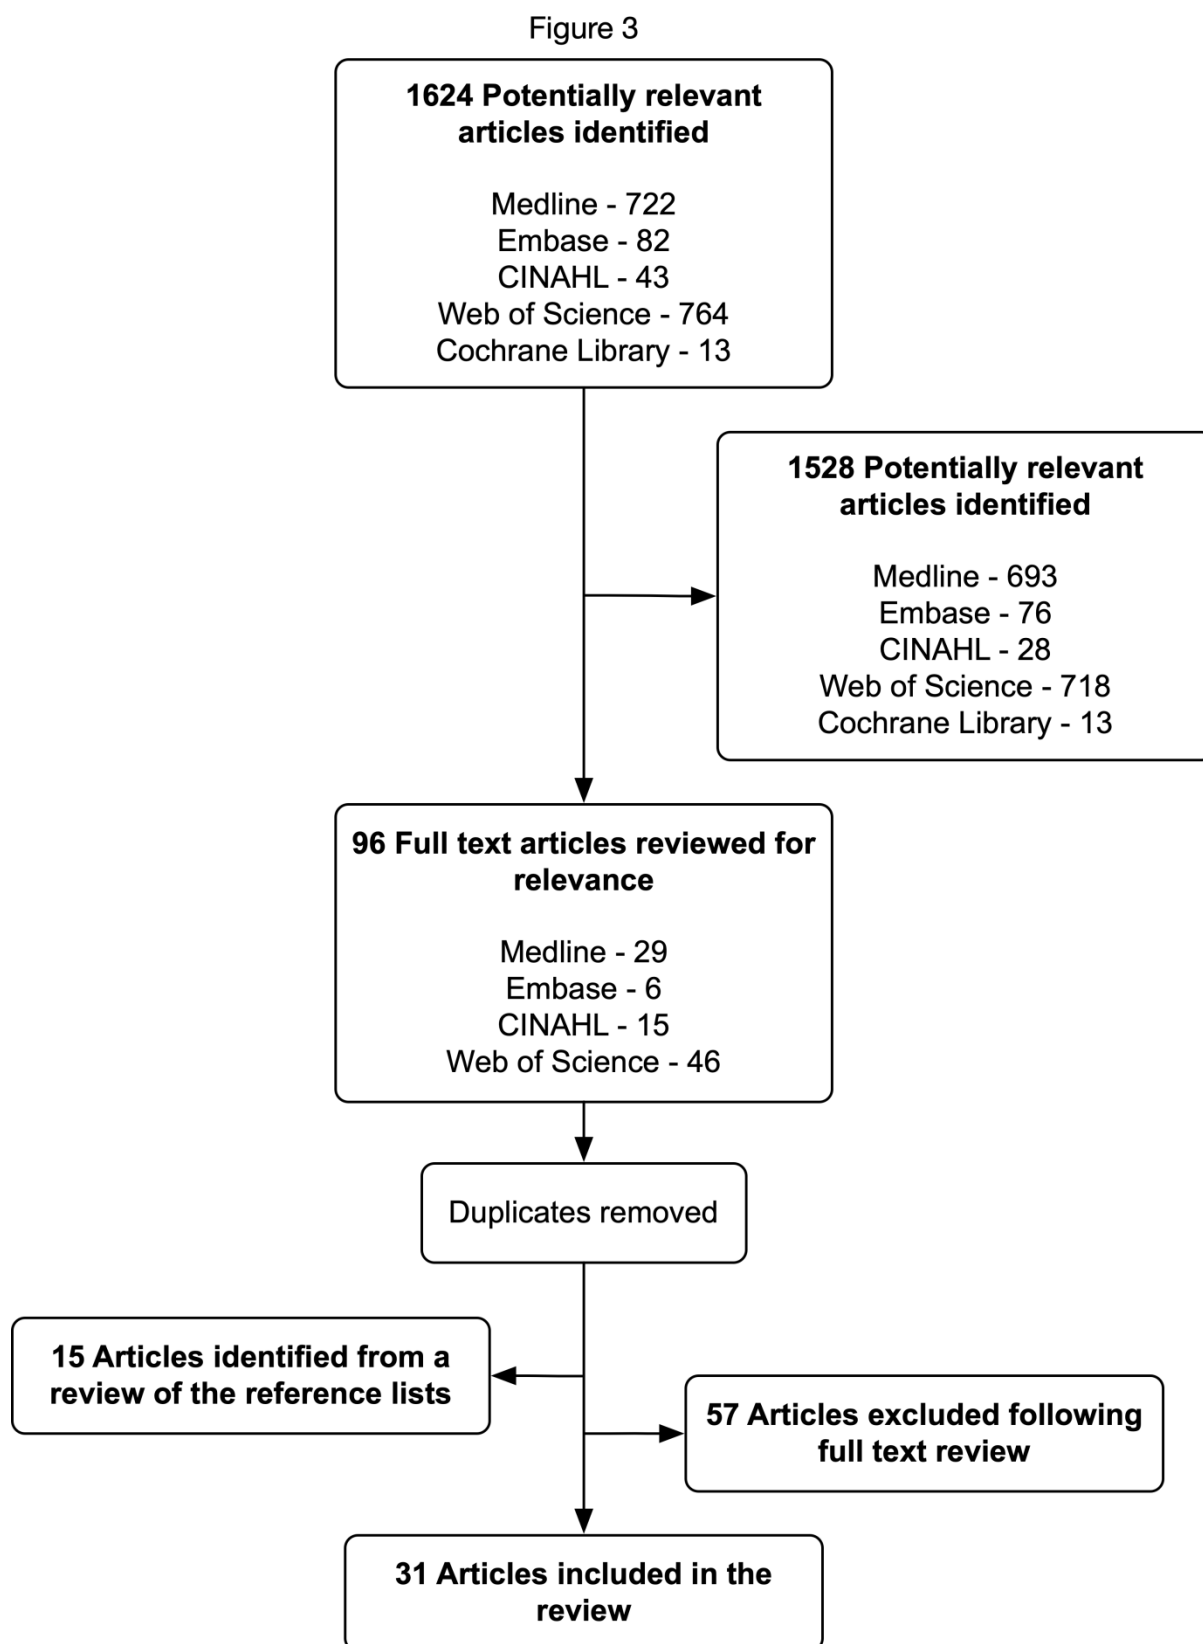 Figure 3
1624 Potentially relevant
articles identified
Medline - 722
Embase - 82
CINAHL - 43
Web of Science - 764
Cochrane Library - 13
1528 Potentially relevant
articles identified
Medline - 693
Embase - 76
CINAHL - 28
Web of Science - 718
Cochrane Library - 13
96 Full text articles reviewed for
relevance
Medline - 29
Embase - 6
CINAHL - 15
Web of Science - 46
Duplicates removed
15 Articles identified from a
review of the reference lists
57 Articles excluded following
full text review
31 Articles included in the
review